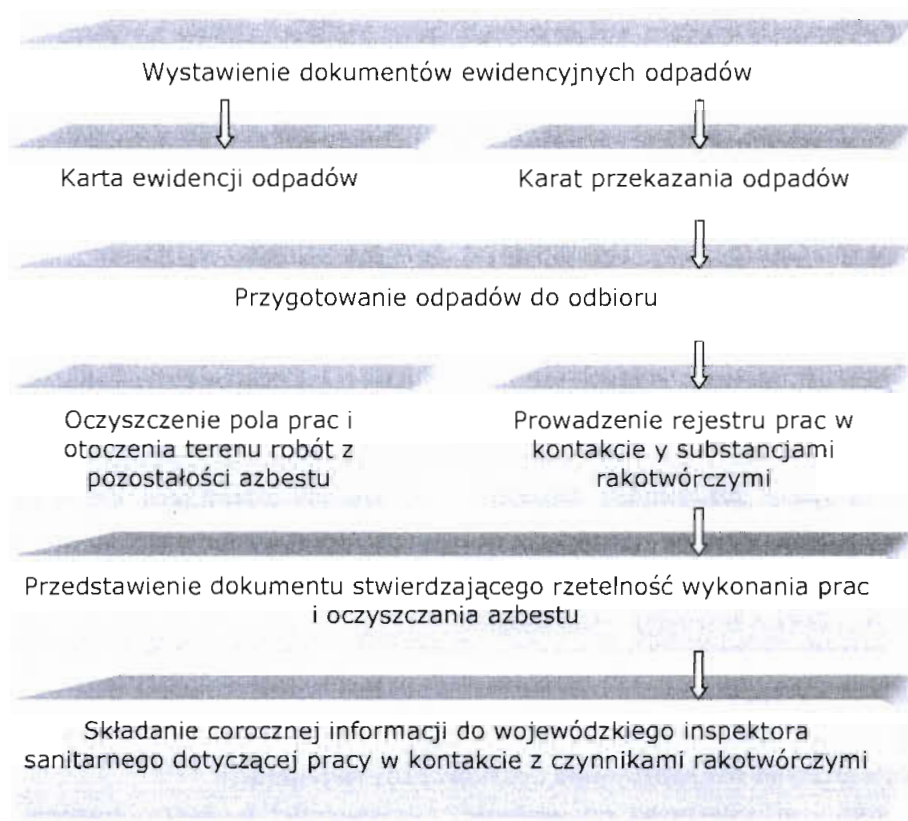 Wystawienie dokumentów ewidencyjnych odpadów
Karta ewidencji odpadów
Karat przekazania odpadów
Przygotowanie odpadów do odbioru
Oczyszczenie pola prac i
otoczenia terenu robót z
pozostałości azbestu
Prowadzenie rejestru prac w
kontakcie y substancjami
rakotwórczymi
Przedstawienie dokumentu stwierdzającego rzetelność wykonania prac
i oczyszczania azbestu
Składanie corocznej informacji do wojewódzkiego inspektora
sanitarnego dotyczącej pracy w kontakcie z czynnikami rakotwórczymi